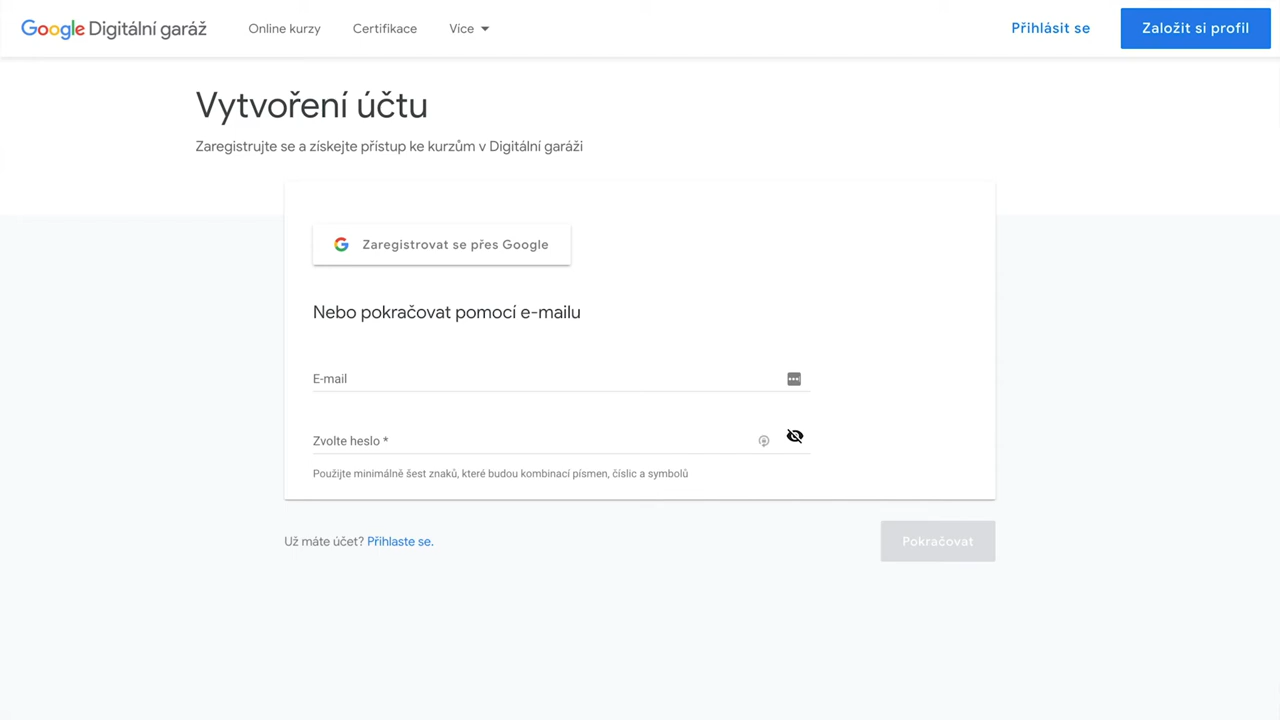 Google Digitální garáž Online kurzy Certifikace Více Přihlásit se Založit si profil
Vytvoření účtu
Zaregistrujte se a získejte přístup ke kurzům v Digitální garáži
Zaregistrovat se přes Google
Nebo pokračovat pomocí e-mailu
E-mail
Zvolte heslo *
Použijte minimálně šest znaků, které budou kombinací písmen, číslic a symbolů
Už máte účet? Přihlaste se. Pokračovat